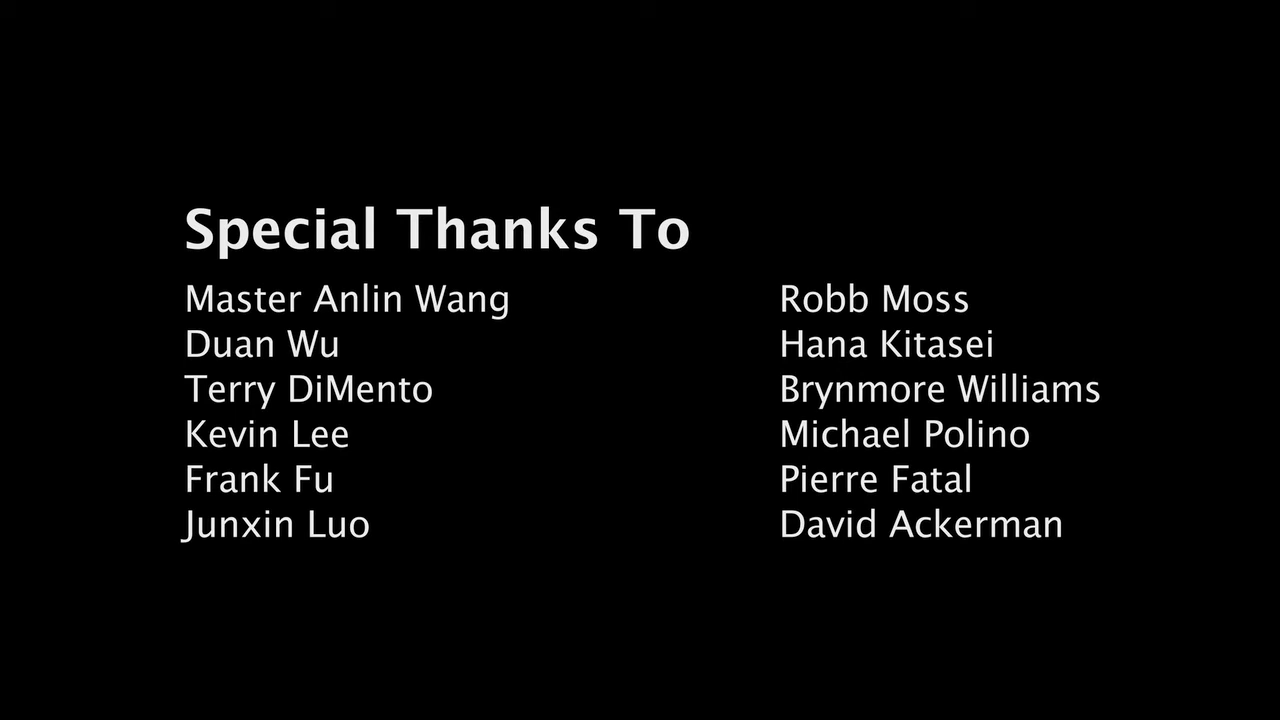 Special Thanks To
Master Anlin Wang
Duan Wu
Terry DiMento
Kevin Lee
Frank Fu
Junxin Luo
Robb Moss
Hana Kitasei
Brynmore Williams
Michael Polino
Pierre Fatal
David Ackerman